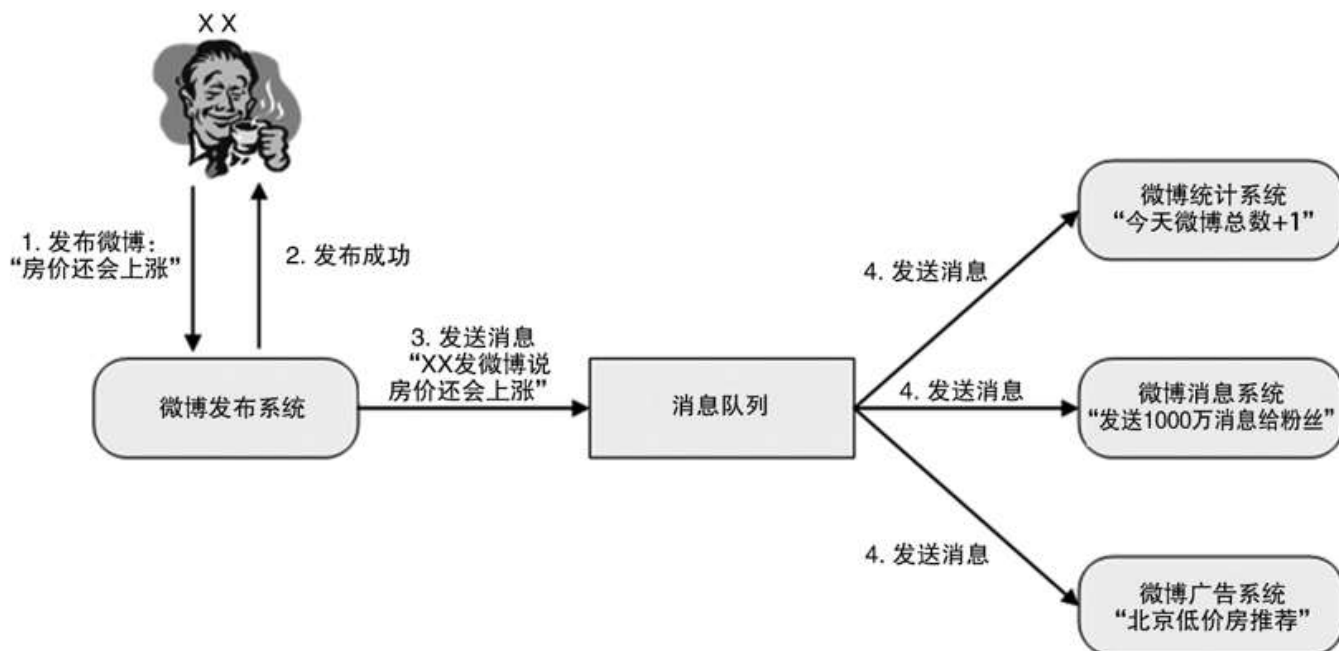 X X
1. 发布微博：
“房价还会上涨”
2. 发布成功
微博发布系统
3. 发送消息
“XX发微博说
房价还会上涨”
消息队列
4. 发送消息
4. 发送消息
4. 发送消息
微博统计系统
“今天微博总数+1”
微博消息系统
“发送1000万消息给粉丝”
微博广告系统
“北京低价房推荐”